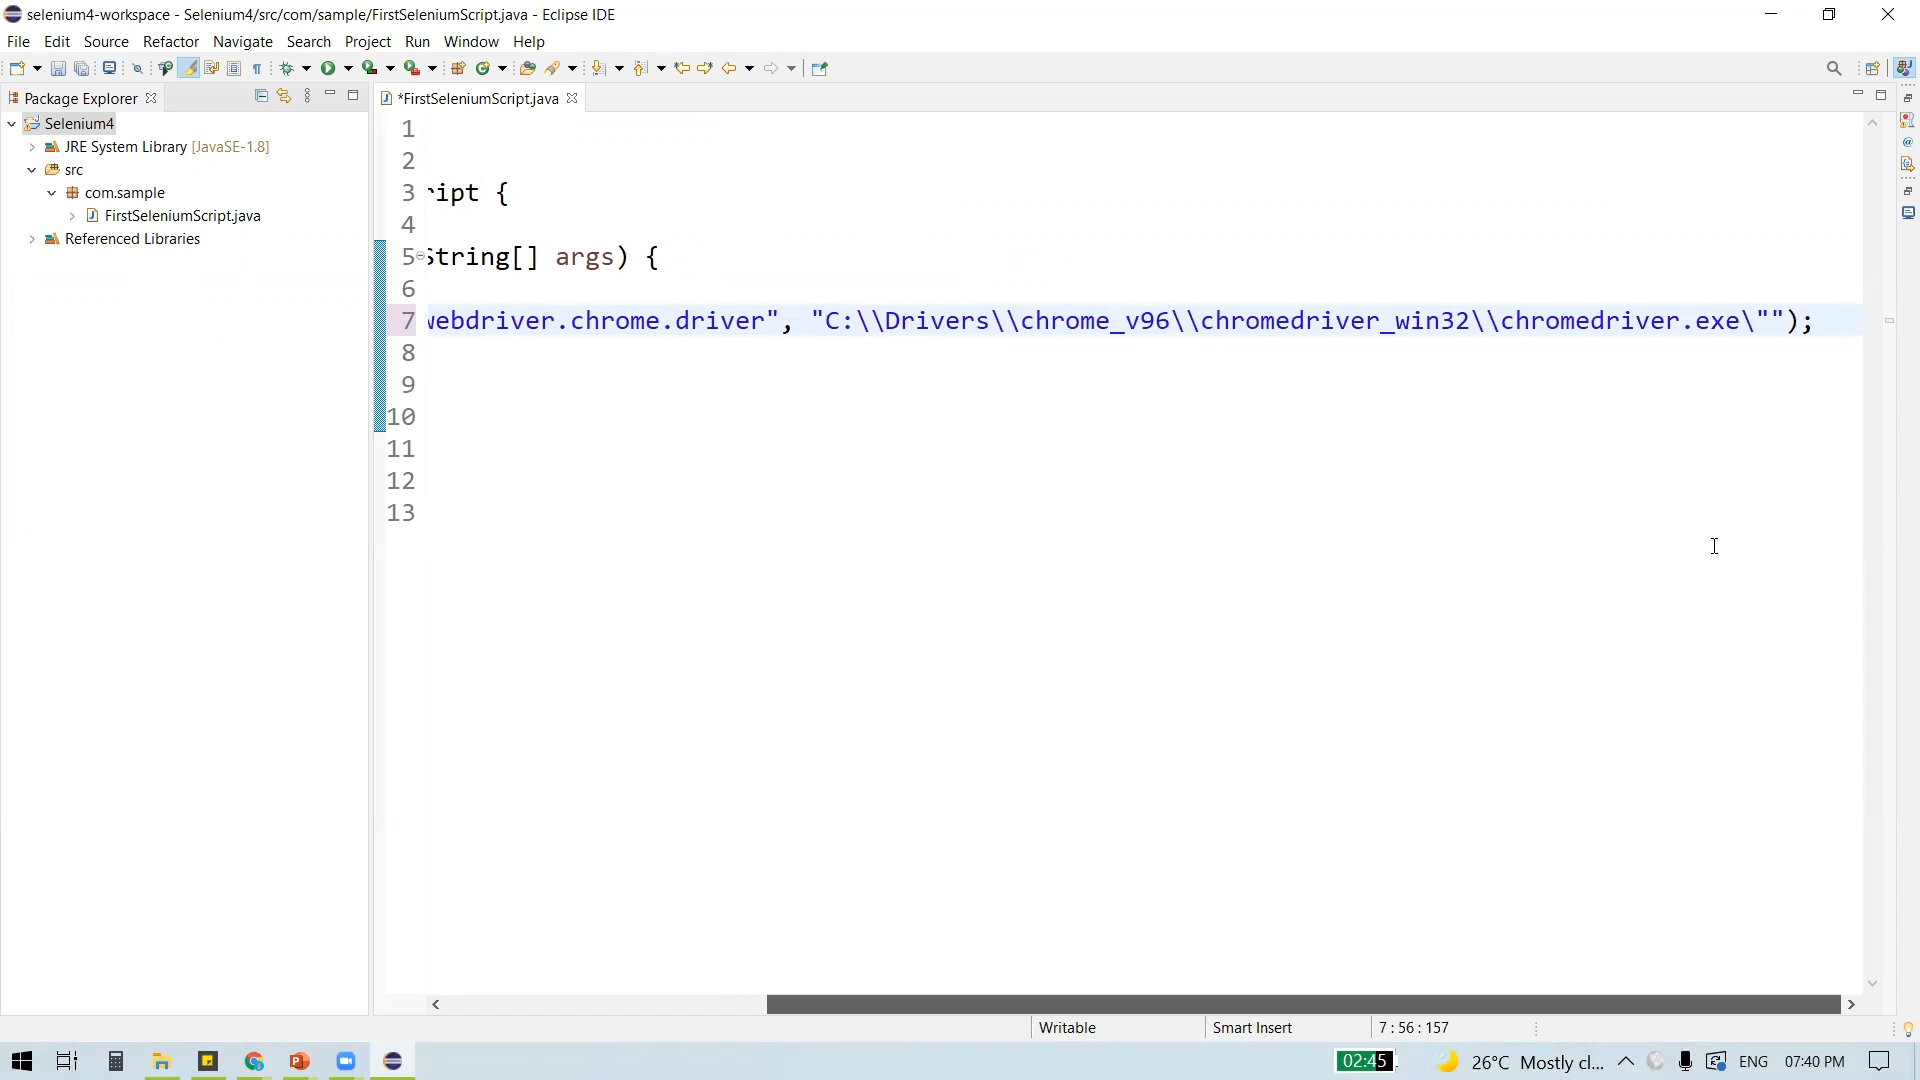 selenium4-workspace - Selenium4/src/com/sample/FirstSeleniumScript.java - Eclipse IDE
File Edit Source Refactor Navigate Search Project Run Window Help
Package Explorer
*FirstSeleniumScript.java
Selenium4
JRE System Library [JavaSE-1.8]
src
com.sample
FirstSeleniumScript.java
Referenced Libraries
1
2
3 ript {
4
5 String[] args) {
6
7 webdriver.chrome.driver", "C:\\Drivers\\chrome_v96\\chromedriver_win32\\chromedriver.exe\"");
8
9
10
11
12
13
Writable Smart Insert 7 : 56 : 157
02:45 26°C Mostly cl... ENG 07:40 PM